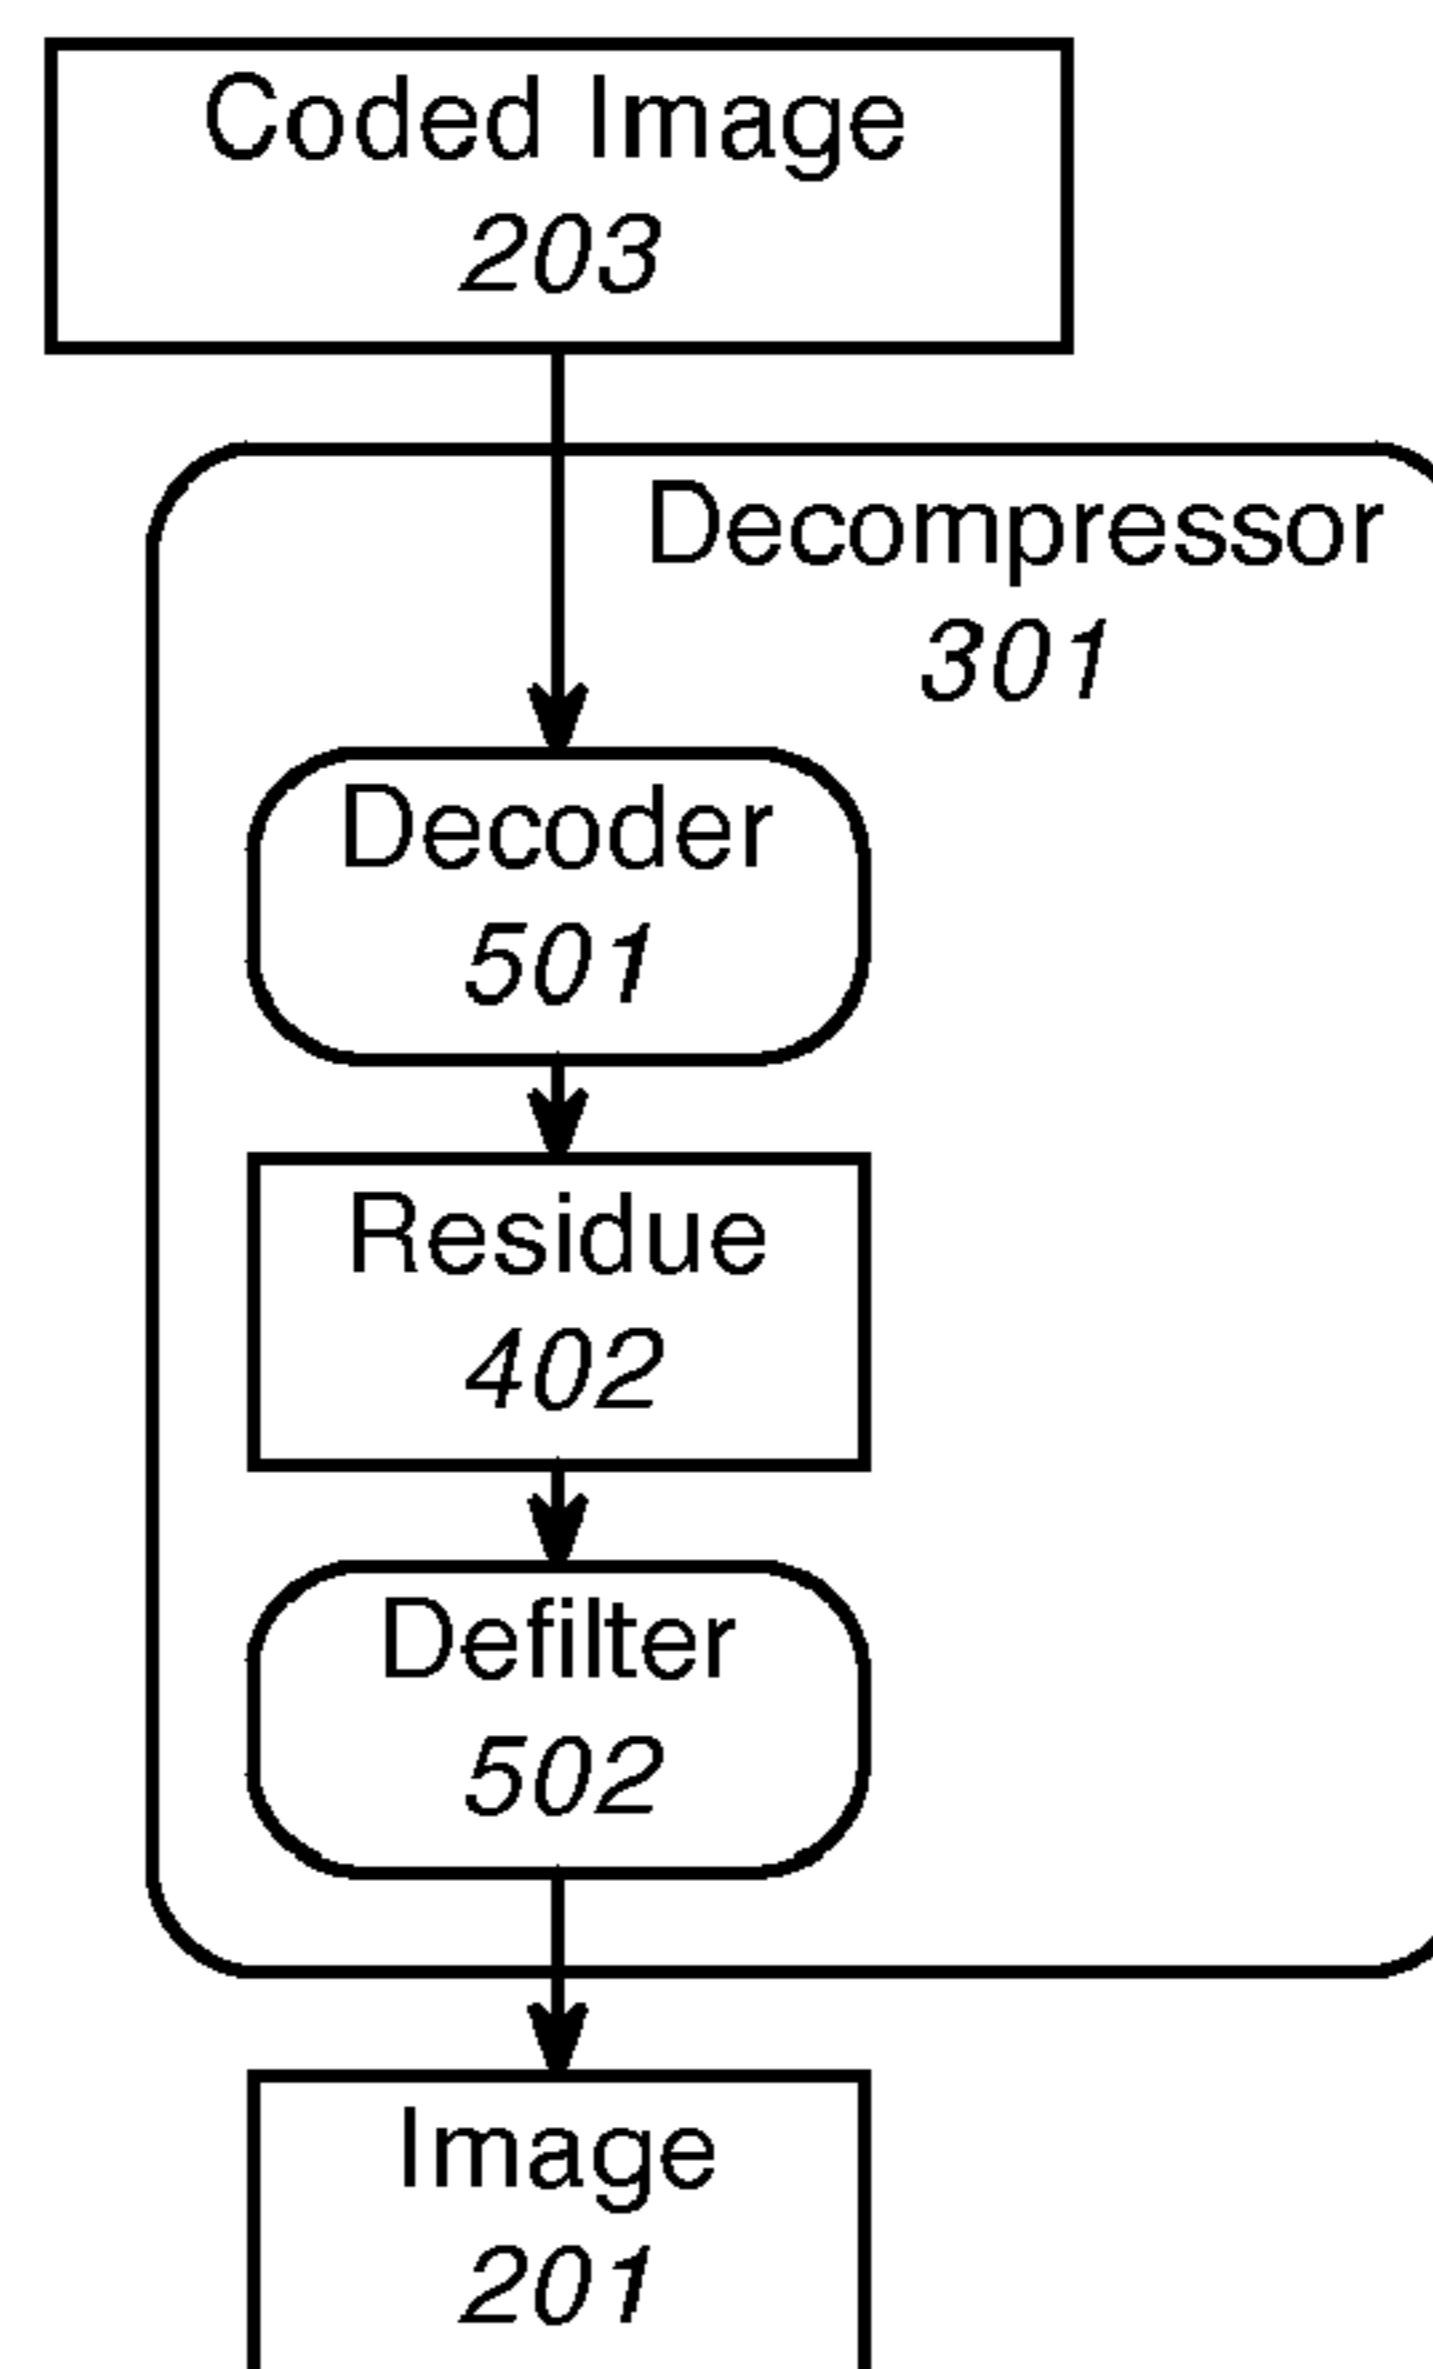 Coded Image
203
Decompressor
301
Decoder
501
Residue
402
Defilter
502
Image
201